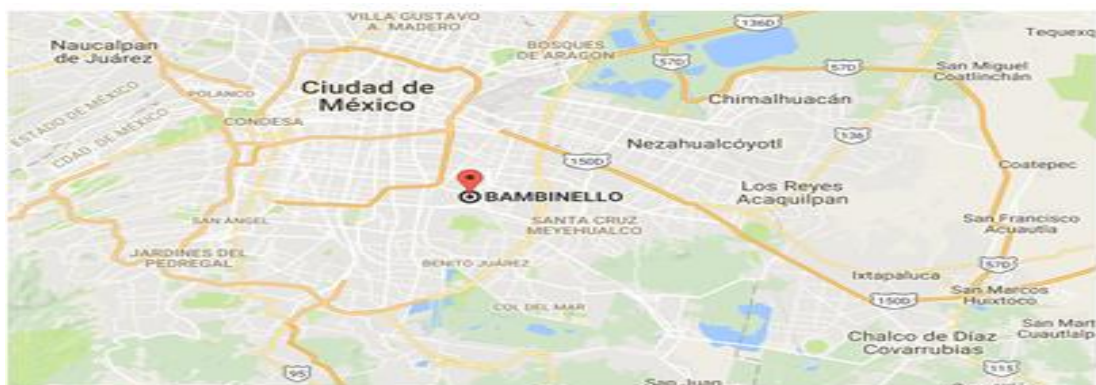 VILLA GUSTAVO
A. MADERO
136D
Tequexq
Naucalpan
de Juárez
BOSQUES
DE ARAGON
57D
57D
San Miguel
Coatlinchán
POLANCO
Ciudad de
México
Chimalhuacán
ESTADO DE MÉXICO
CDAD. DE MÉXICO
CONDESA
136
Nezahualcóyotl
150D
Coatepec
BAMBINELLO
Los Reyes
Acaquilpan
SAN ÁNGEL
SANTA CRUZ
MEYEHUALCO
San Francisco
Acuautla
JARDINES DEL
PEDREGAL
BENITO JUÁREZ
57D
Ixtapaluca
COL DEL MAR
150D
San Marcos
Huixtoco
Chalco de Díaz
Covarrubias
San Mart
Cuautlalp
95
115
San Juan